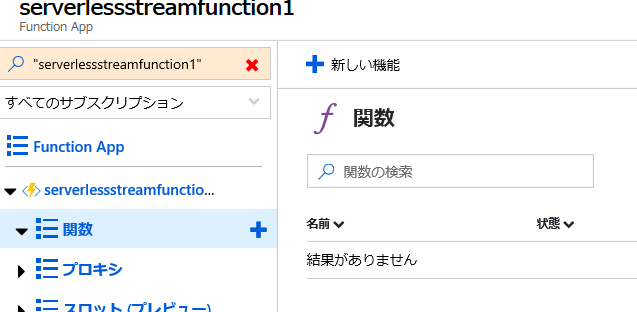 serverlessstreamfunction1
Function App
"serverlessstreamfunction1"
すべてのサブスクリプション
Function App
serverlessstreamfunctio...
関数
プロキシ
スロット (プレビュー)
新しい機能
関数
関数の検索
名前 状態
結果がありません